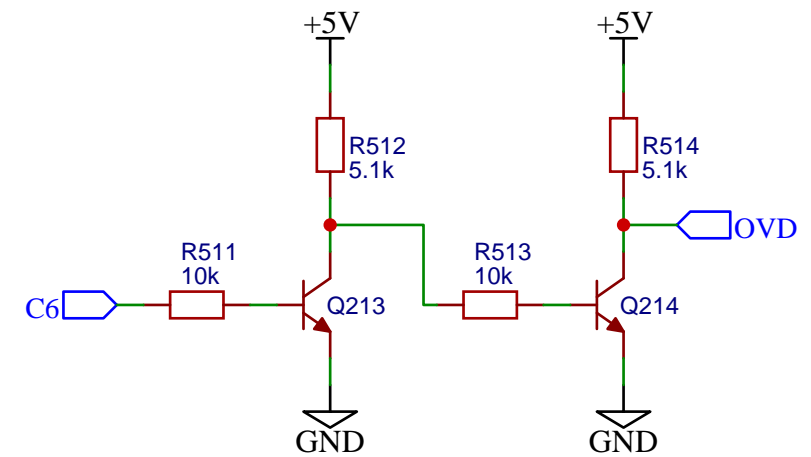 +5V
+5V
R512
5.1k
R514
5.1k
OVD
R511
10k
R513
10k
C6
Q213
Q214
GND
GND